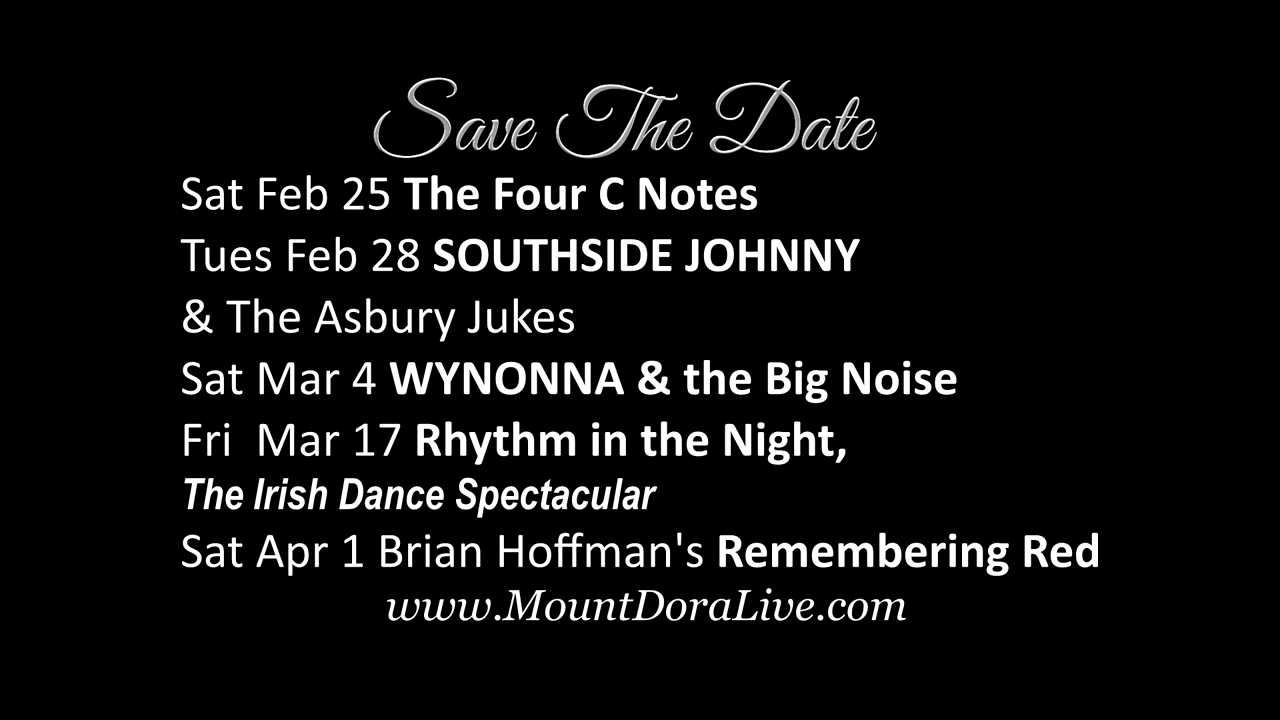 Save The Date
Sat Feb 25 The Four C Notes
Tues Feb 28 SOUTHSIDE JOHNNY
& The Asbury Jukes
Sat Mar 4 WYNONNA & the Big Noise
Fri  Mar 17 Rhythm in the Night,
The Irish Dance Spectacular
Sat Apr 1 Brian Hoffman's Remembering Red
www.MountDoraLive.com